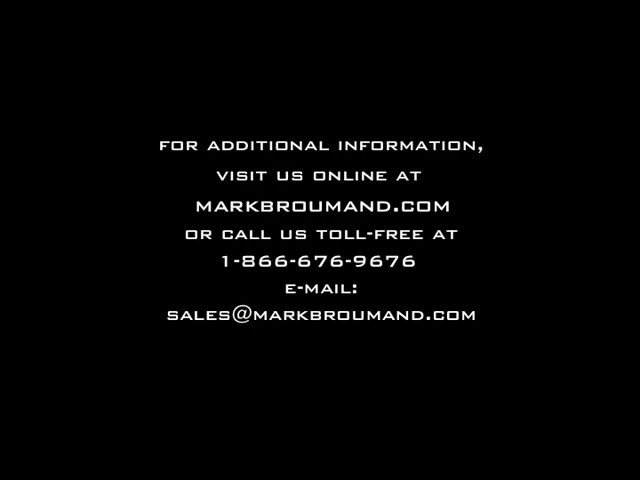 FOR ADDITIONAL INFORMATION,
VISIT US ONLINE AT
MARKBROUMAND.COM
OR CALL US TOLL-FREE AT
1-866-676-9676
E-MAIL:
SALES@MARKBROUMAND.COM